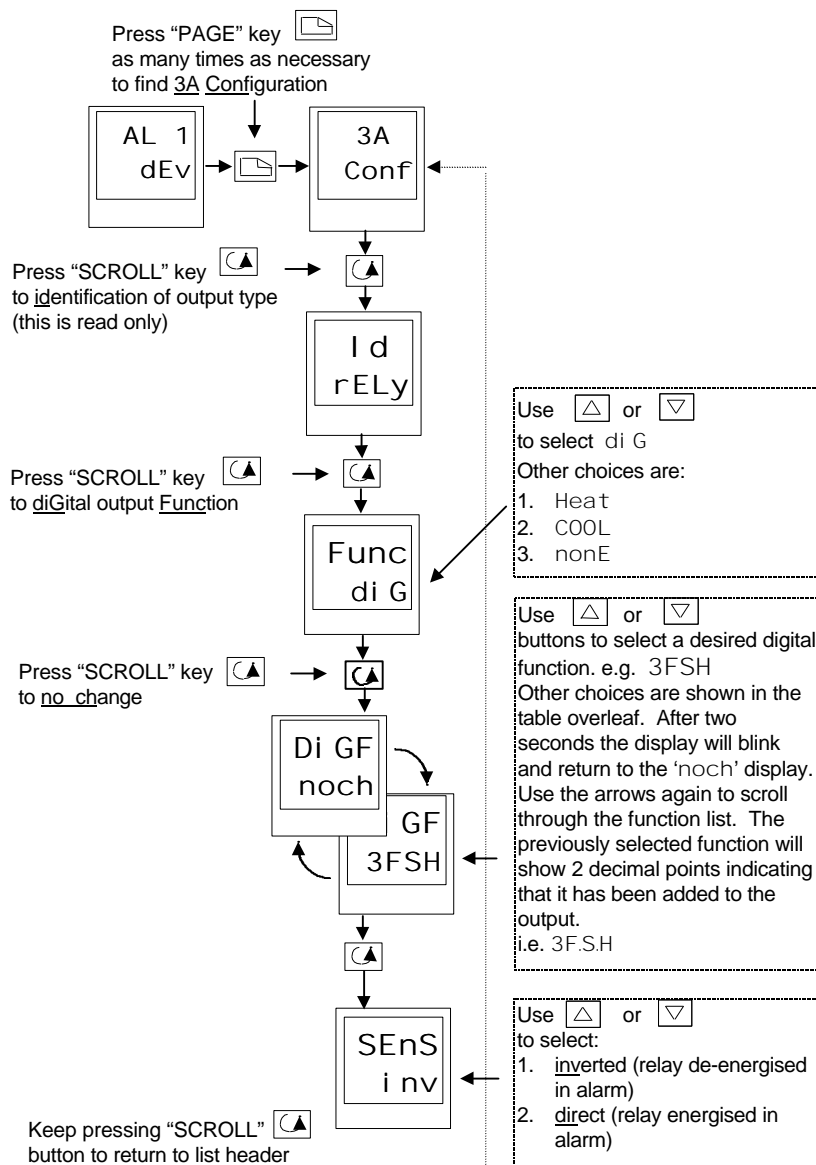 Press “PAGE” key
as many times as necessary
to find 3A Configuration
AL 1
dEv
3A
Conf
Press “SCROLL” key
to identification of output type
(this is read only)
Id
rELy
Press “SCROLL” key
to diGital output Function
Func
di G
Use or
to select di G
Other choices are:
1. Heat
2. COOL
3. nonE
Press “SCROLL” key
to no change
Di GF
noch
GF
3FSH
Use or
buttons to select a desired digital
function. e.g. 3FSH
Other choices are shown in the
table overleaf. After two
seconds the display will blink
and return to the ‘noch’ display.
Use the arrows again to scroll
through the function list. The
previously selected function will
show 2 decimal points indicating
that it has been added to the
output.
i.e. 3F.S.H
SEnS
i nv
Use or
to select:
1. inverted (relay de-energised
in alarm)
2. direct (relay energised in
alarm)
Keep pressing “SCROLL”
button to return to list header